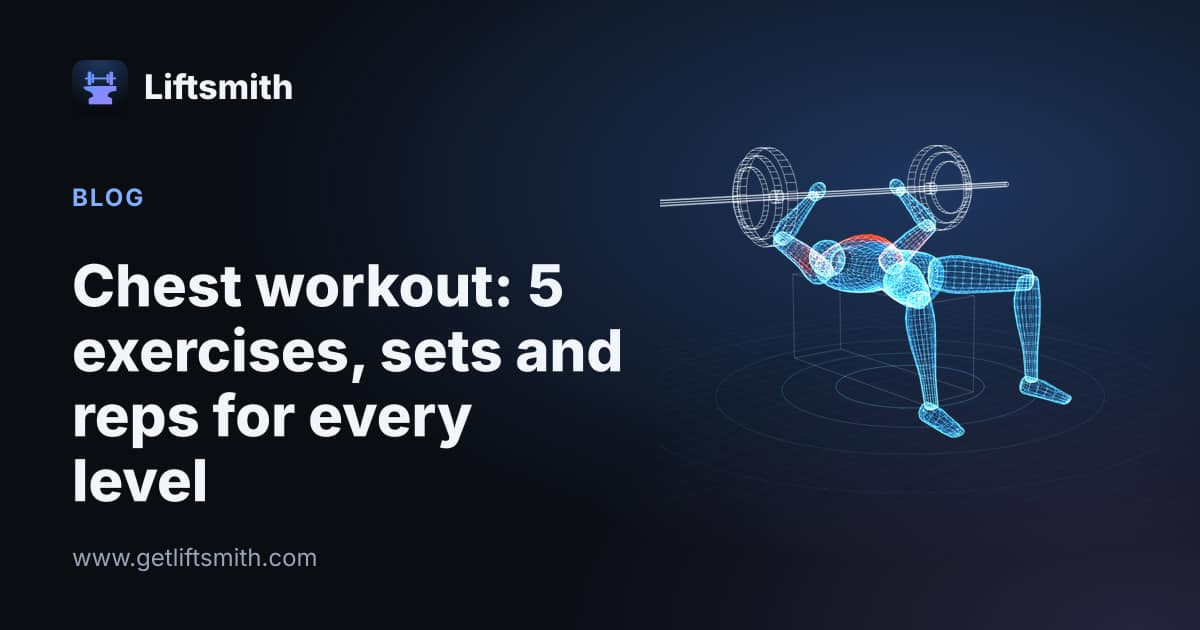 Liftsmith
BLOG
Chest workout: 5
exercises, sets and
reps for every
level
www.getliftsmith.com